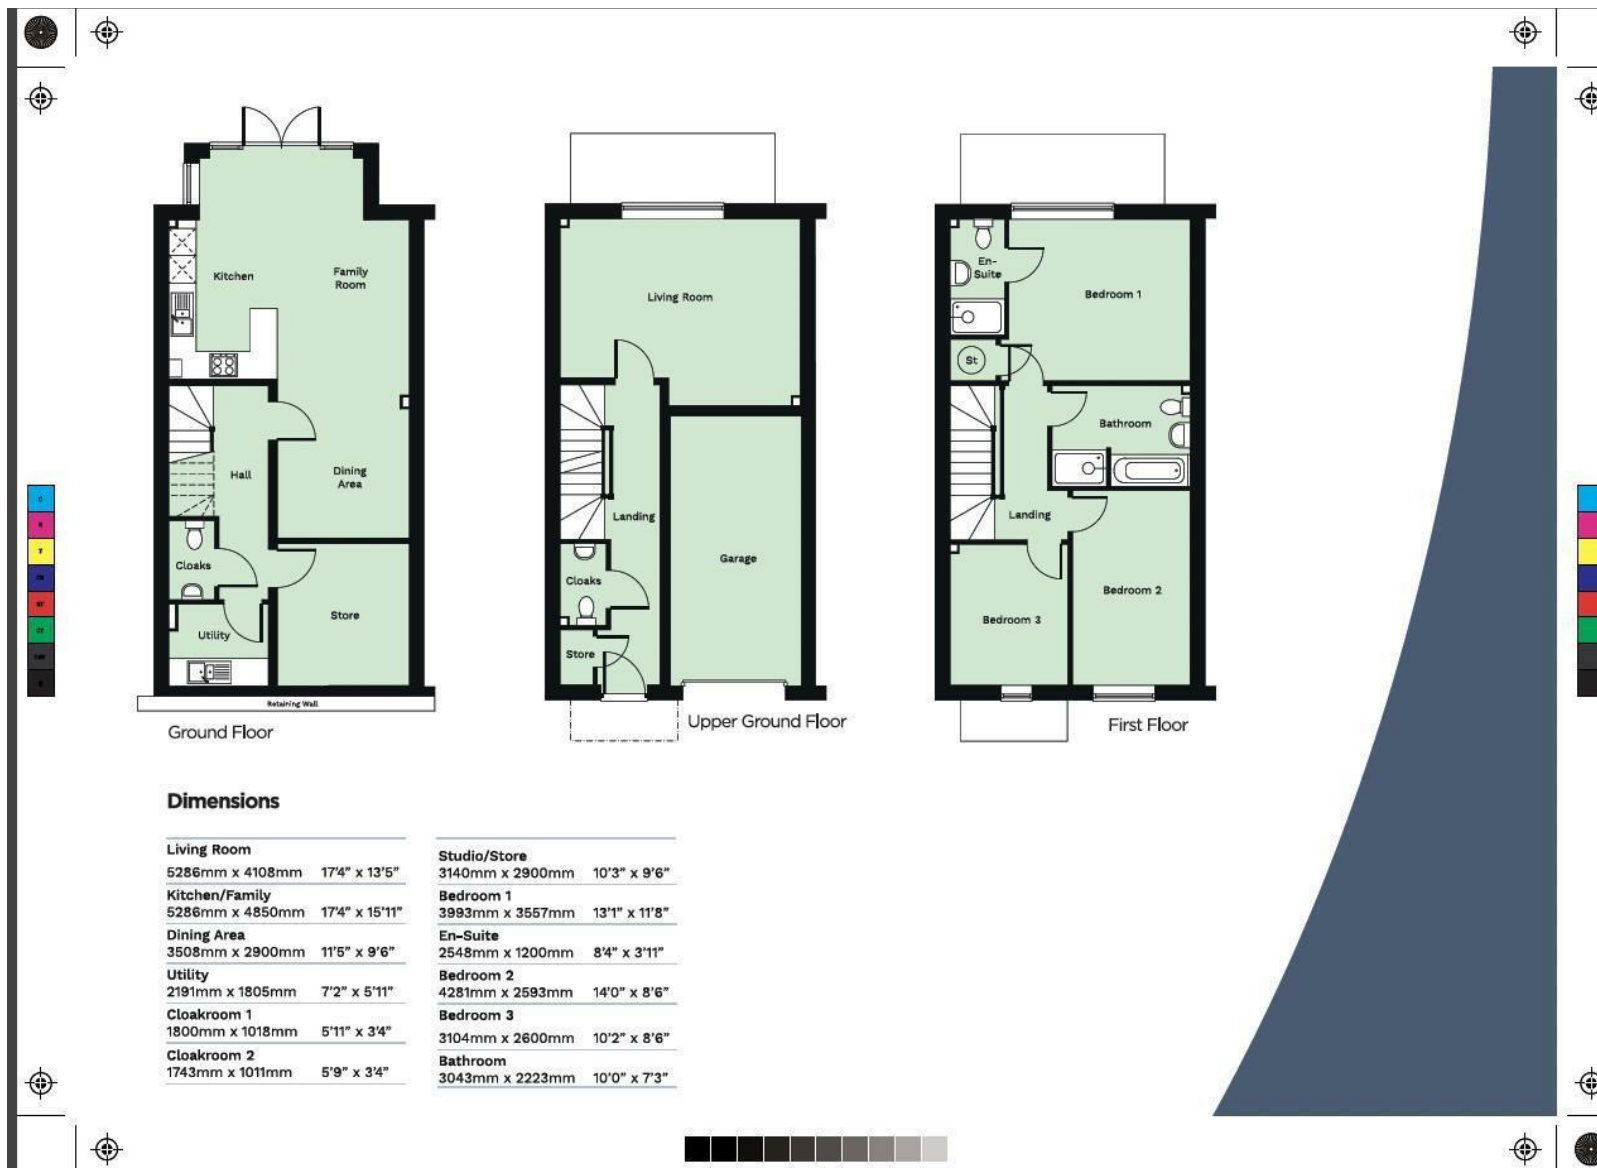 Kitchen
Family
Room
Hall
Dining
Area
Cloaks
Store
Utility
Retaining Wall
Ground Floor
Living Room
Landing
Garage
Cloaks
Store
Upper Ground Floor
En-
Suite
Bedroom 1
St
Bathroom
Landing
Bedroom 2
Bedroom 3
First Floor
Dimensions
Living Room
5286mm x 4108mm 17'4" x 13'5"
Kitchen/Family
5286mm x 4850mm 17'4" x 15'11"
Dining Area
3508mm x 2900mm 11'5" x 9'6"
Utility
2191mm x 1805mm 7'2" x 5'11"
Cloakroom 1
1800mm x 1018mm 5'11" x 3'4"
Cloakroom 2
1743mm x 1011mm 5'9" x 3'4"
Studio/Store
3140mm x 2900mm 10'3" x 9'6"
Bedroom 1
3993mm x 3557mm 13'1" x 11'8"
En-Suite
2548mm x 1200mm 8'4" x 3'11"
Bedroom 2
4281mm x 2593mm 14'0" x 8'6"
Bedroom 3
3104mm x 2600mm 10'2" x 8'6"
Bathroom
3043mm x 2223mm 10'0" x 7'3"